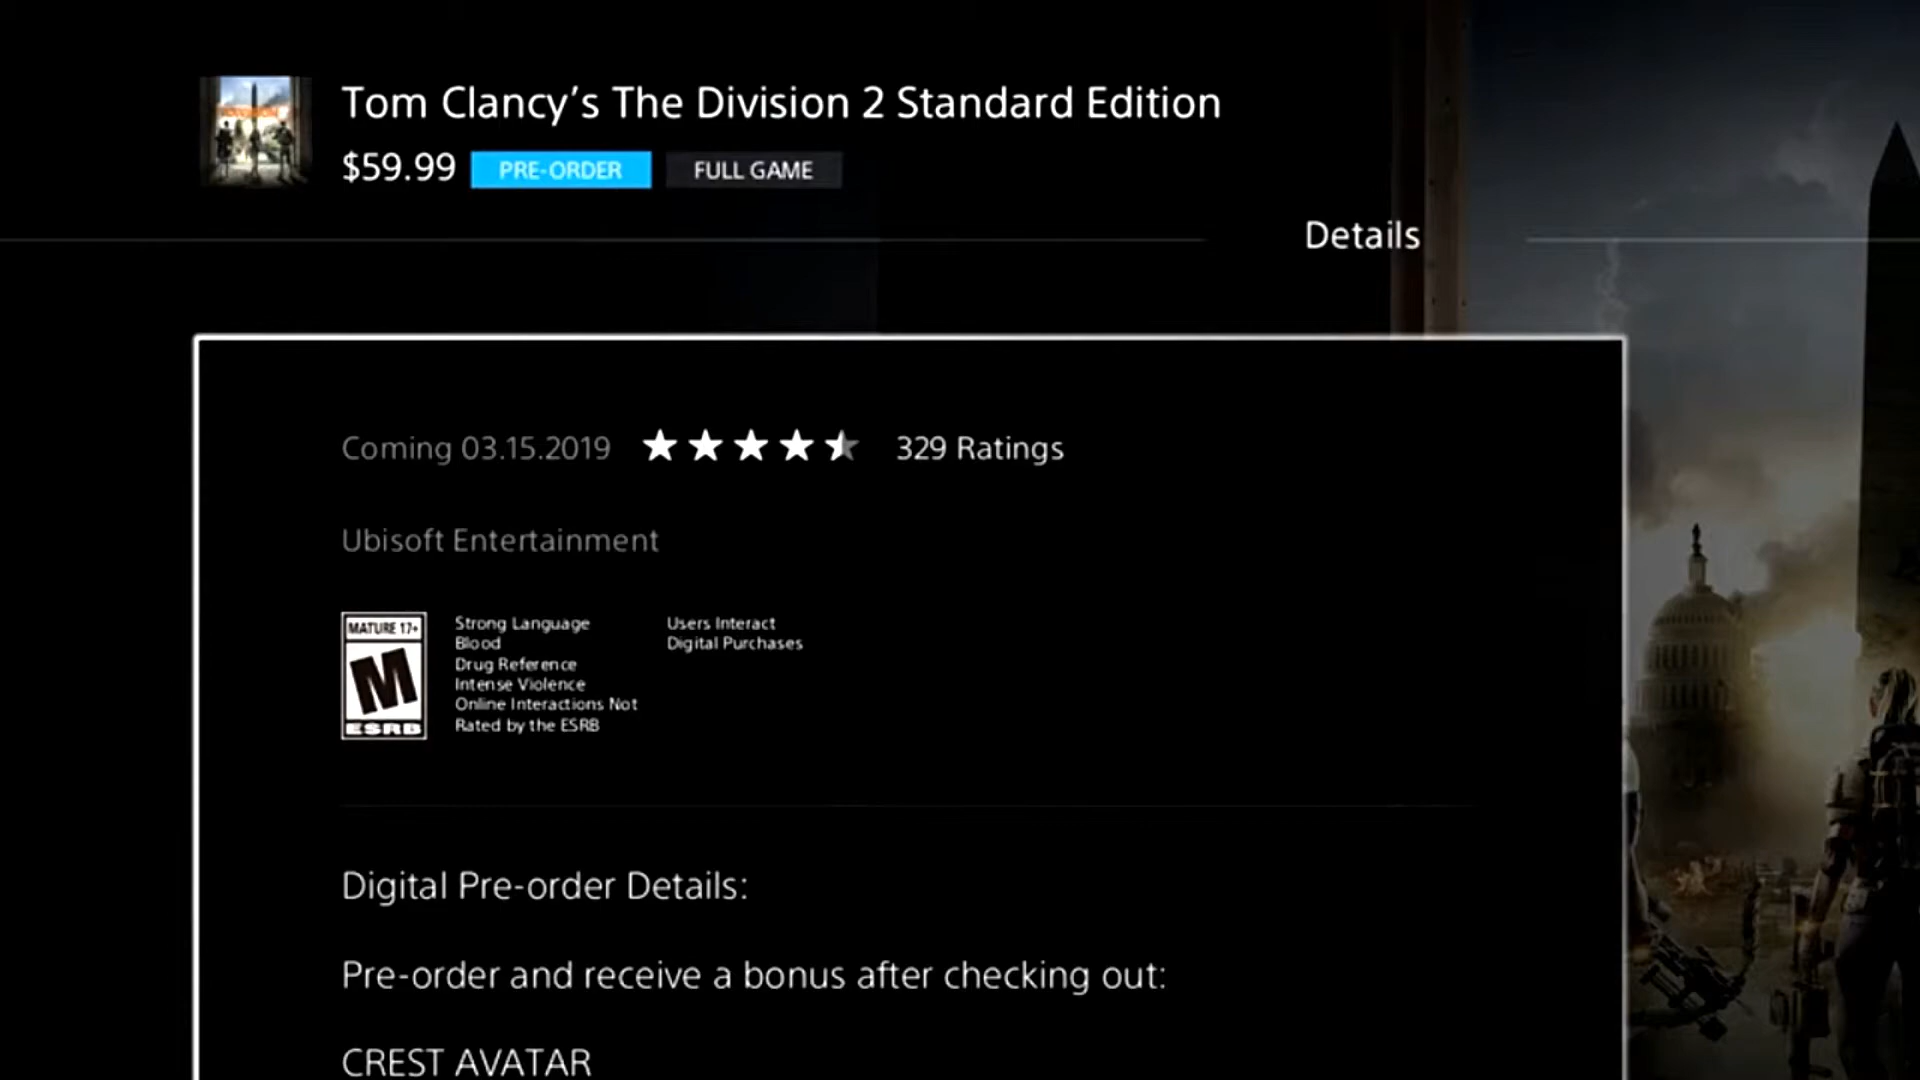 Tom Clancy's The Division 2 Standard Edition
$59.99 PRE-ORDER FULL GAME
Details
Coming 03.15.2019 329 Ratings
Ubisoft Entertainment
MATURE 17+
M
ESRB
Strong Language
Blood
Drug Reference
Intense Violence
Online Interactions Not
Rated by the ESRB
Users Interact
Digital Purchases
Digital Pre-order Details:
Pre-order and receive a bonus after checking out:
CREST AVATAR